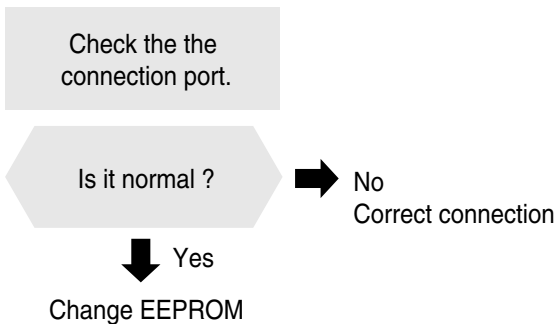 Check the the
connection port.
Is it normal ?
No
Correct connection
Yes
Change EEPROM